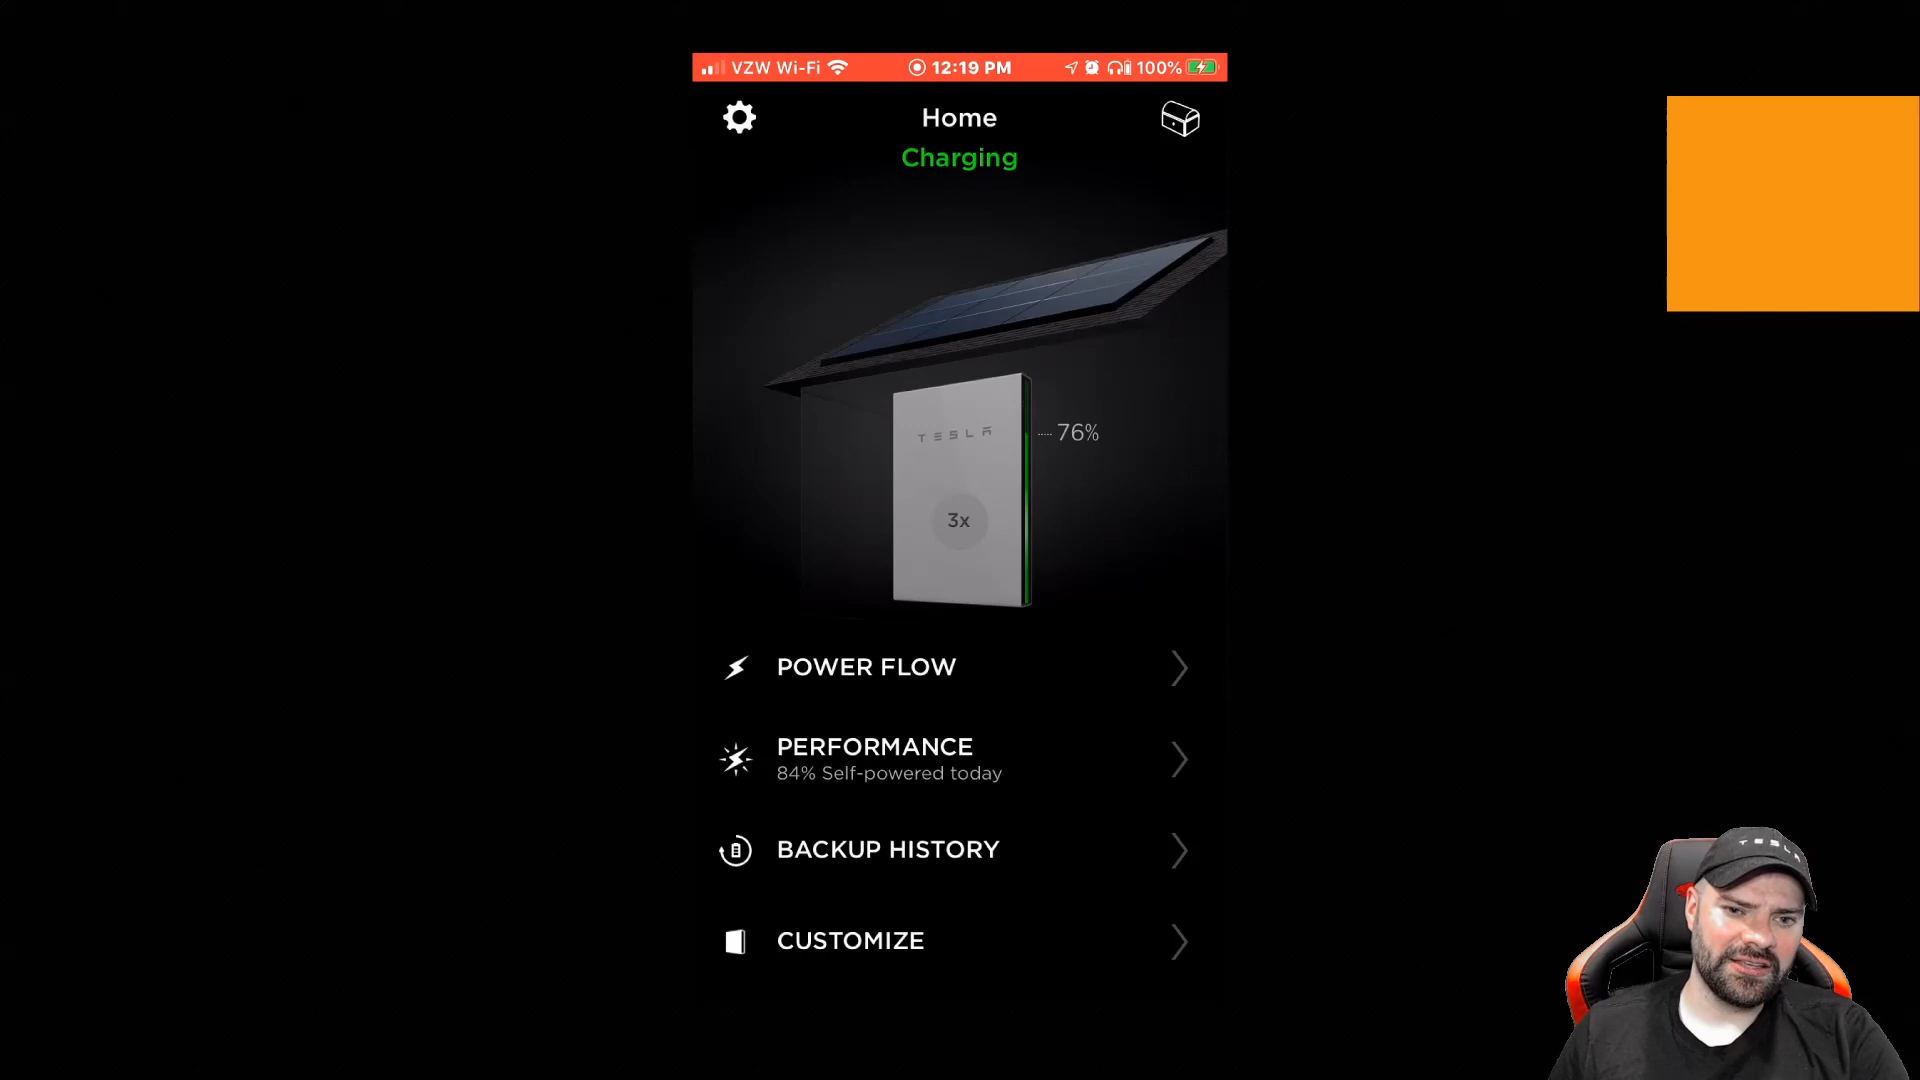 VZW Wi-Fi 12:19 PM 100%
Home
Charging
TESLA
76%
3x
POWER FLOW
PERFORMANCE
84% Self-powered today
BACKUP HISTORY
CUSTOMIZE
TESLA